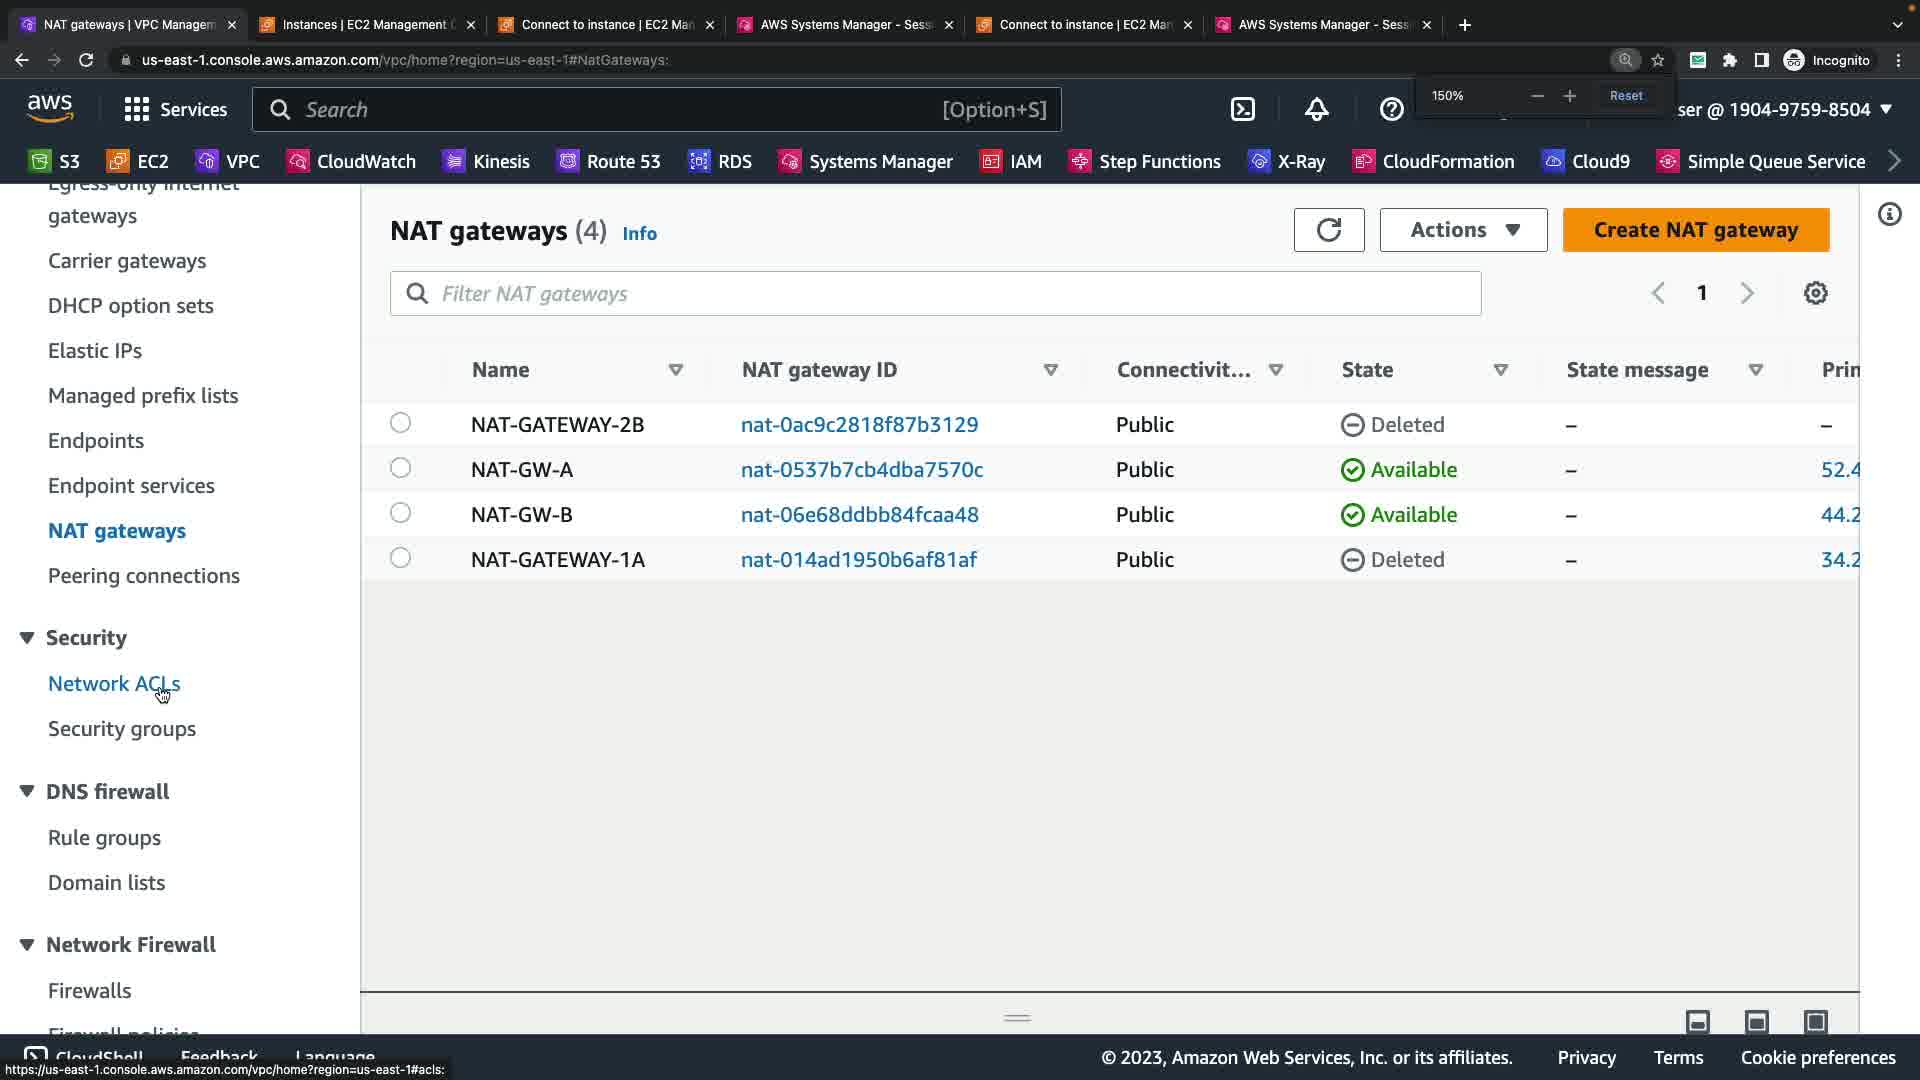 NAT gateways | VPC Managem
Instances | EC2 Management C
Connect to instance | EC2 Man
AWS Systems Manager - Sess
Connect to instance | EC2 Man
AWS Systems Manager - Sess
us-east-1.console.aws.amazon.com/vpc/home?region=us-east-1#NatGateways:
Incognito
150%
Reset
aws
Services
Search
[Option+S]
ser @ 1904-9759-8504
S3
EC2
VPC
CloudWatch
Kinesis
Route 53
RDS
Systems Manager
IAM
Step Functions
X-Ray
CloudFormation
Cloud9
Simple Queue Service
Egress-only internet
gateways
Carrier gateways
DHCP option sets
Elastic IPs
Managed prefix lists
Endpoints
Endpoint services
NAT gateways
Peering connections
Security
Network ACLs
Security groups
DNS firewall
Rule groups
Domain lists
Network Firewall
Firewalls
Firewall policies
NAT gateways (4) Info
Actions
Create NAT gateway
Filter NAT gateways
1
Name NAT gateway ID Connectivit... State State message Prin
NAT-GATEWAY-2B nat-0ac9c2818f87b3129 Public Deleted – –
NAT-GW-A nat-0537b7cb4dba7570c Public Available – 52.4
NAT-GW-B nat-06e68ddbb84fcaa48 Public Available – 44.2
NAT-GATEWAY-1A nat-014ad1950b6af81af Public Deleted – 34.2
CloudShell Feedback Language
© 2023, Amazon Web Services, Inc. or its affiliates. Privacy Terms Cookie preferences
https://us-east-1.console.aws.amazon.com/vpc/home?region=us-east-1#acls: